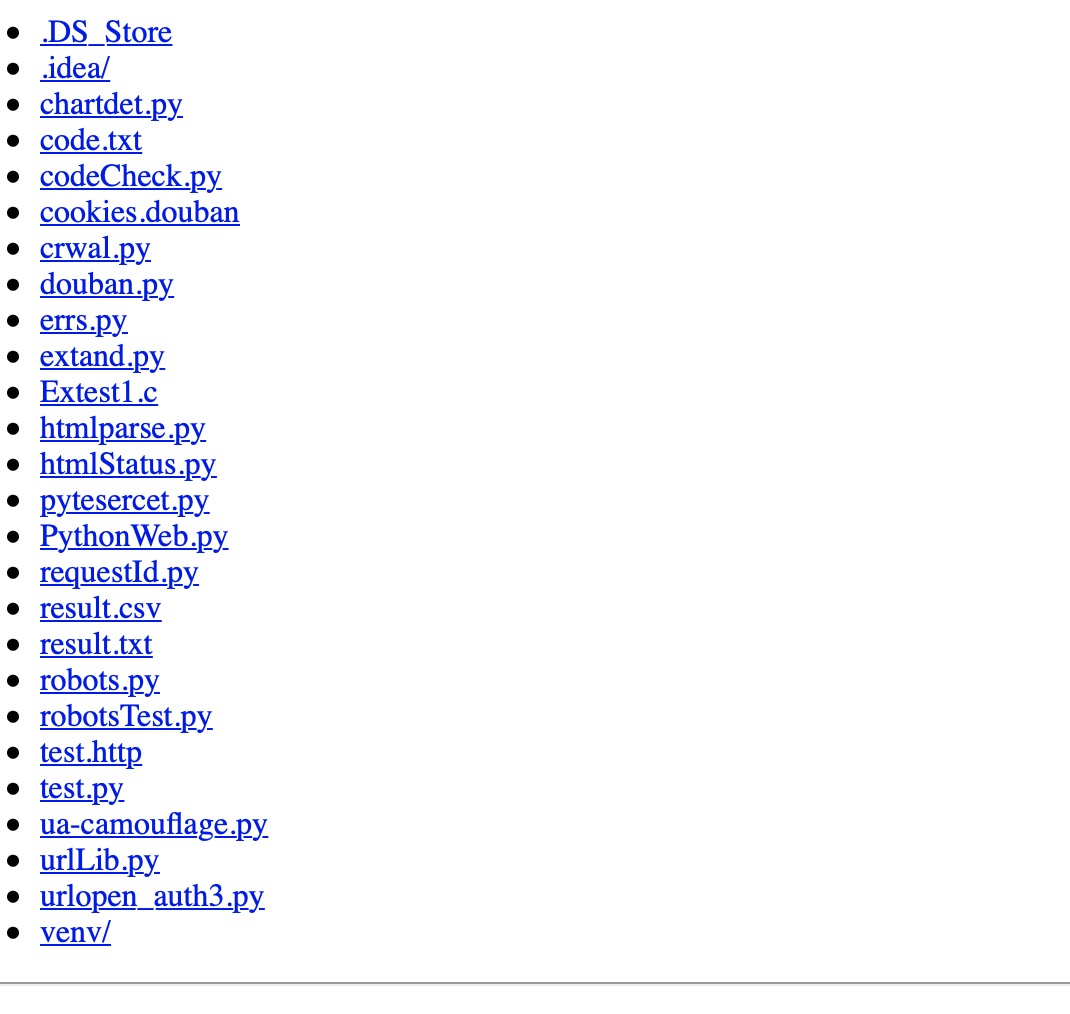 .DS_Store
.idea/
chartdet.py
code.txt
codeCheck.py
cookies.douban
crwal.py
douban.py
errs.py
extand.py
Extest1.c
htmlparse.py
htmlStatus.py
pytesercet.py
PythonWeb.py
requestId.py
result.csv
result.txt
robots.py
robotsTest.py
test.http
test.py
ua-camouflage.py
urlLib.py
urlopen_auth3.py
venv/